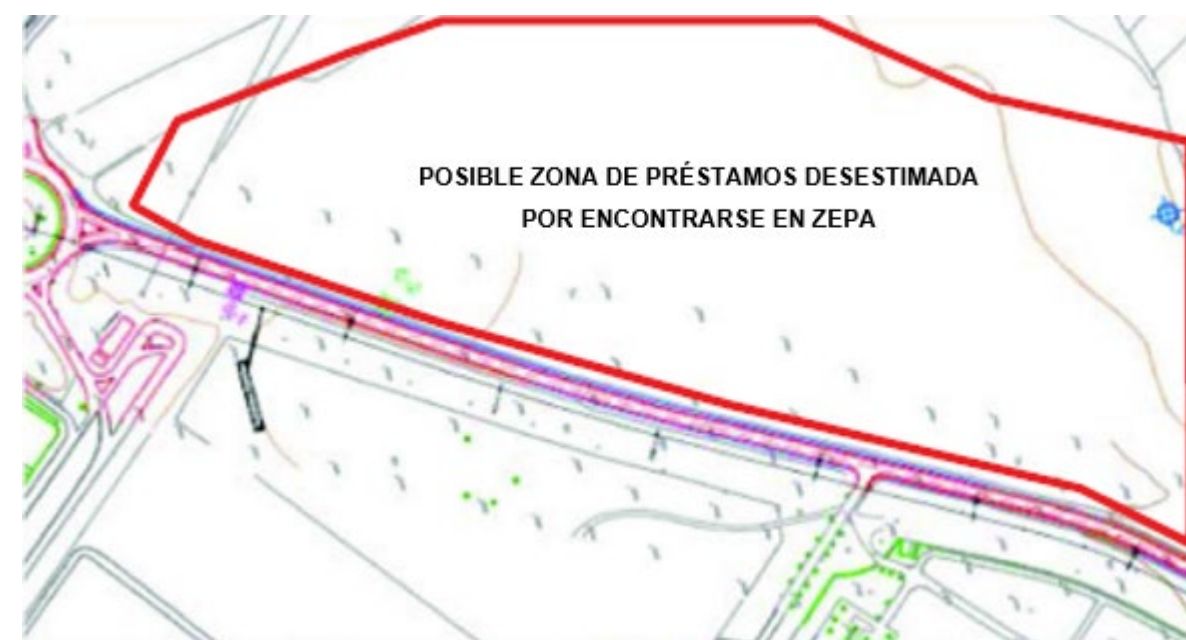 POSIBLE ZONA DE PRÉSTAMOS DESESTIMADA
POR ENCONTRARSE EN ZEPA